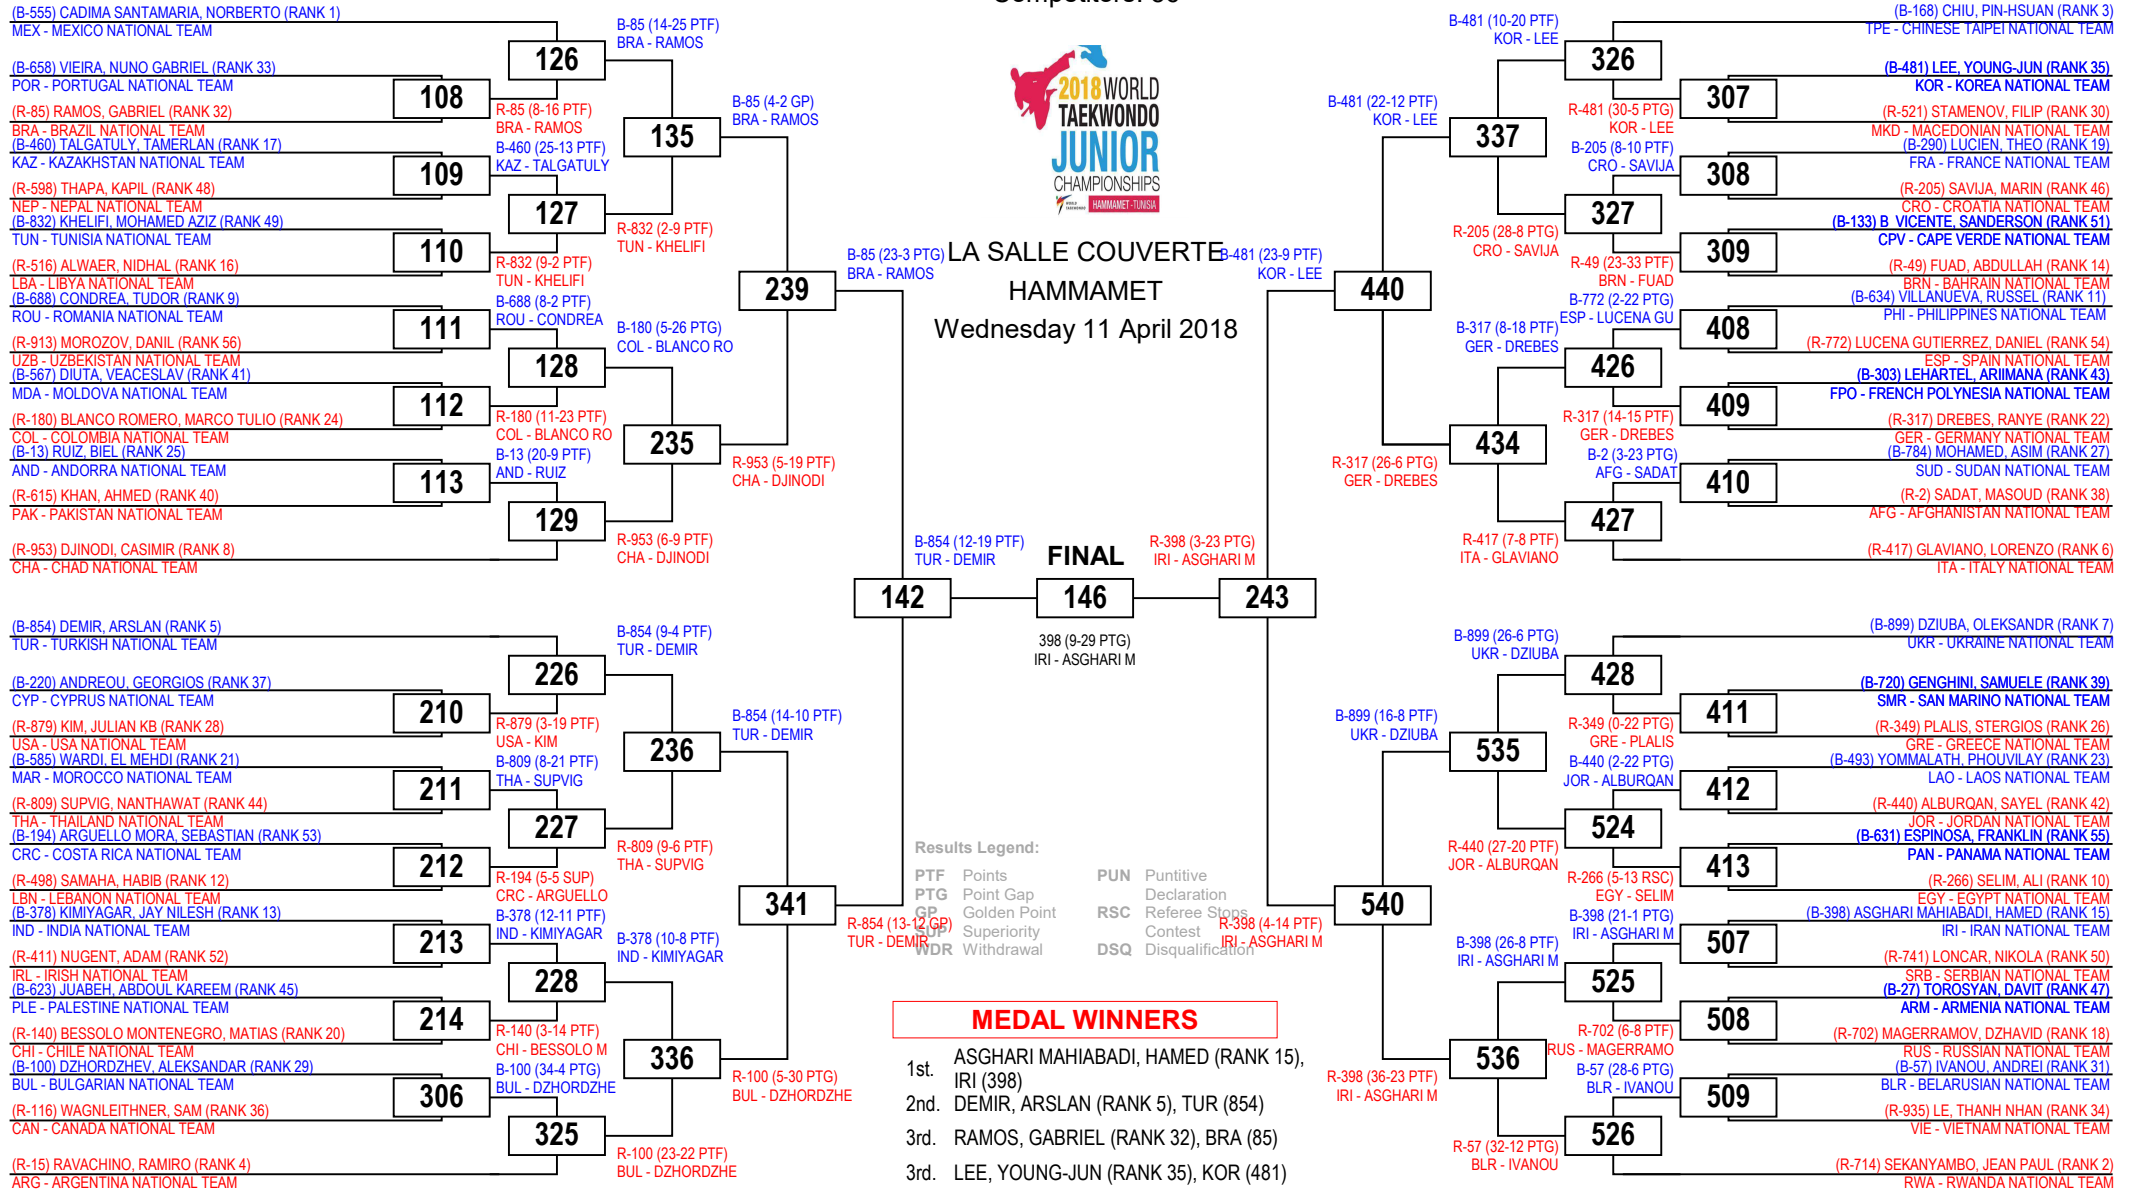 (B-555) CADIMA SANTAMARIA, NORBERTO (RANK 1)
MEX - MEXICO NATIONAL TEAM
(B-658) VIEIRA, NUNO GABRIEL (RANK 33)
POR - PORTUGAL NATIONAL TEAM
(R-85) RAMOS, GABRIEL (RANK 32)
BRA - BRAZIL NATIONAL TEAM
(B-460) TALGATULY, TAMERLAN (RANK 17)
KAZ - KAZAKHSTAN NATIONAL TEAM
(R-598) THAPA, KAPIL (RANK 48)
NEP - NEPAL NATIONAL TEAM
(B-832) KHELIFI, MOHAMED AZIZ (RANK 49)
TUN - TUNISIA NATIONAL TEAM
(R-516) ALWAER, NIDHAL (RANK 16)
LBA - LIBYA NATIONAL TEAM
(B-688) CONDREA, TUDOR (RANK 9)
ROU - ROMANIA NATIONAL TEAM
(R-913) MOROZOV, DANIL (RANK 56)
UZB - UZBEKISTAN NATIONAL TEAM
(B-567) DIUTA, VEACESLAV (RANK 41)
MDA - MOLDOVA NATIONAL TEAM
(R-180) BLANCO ROMERO, MARCO TULIO (RANK 24)
COL - COLOMBIA NATIONAL TEAM
(B-13) RUIZ, BIEL (RANK 25)
AND - ANDORRA NATIONAL TEAM
(R-615) KHAN, AHMED (RANK 40)
PAK - PAKISTAN NATIONAL TEAM
(R-953) DJINODI, CASIMIR (RANK 8)
CHA - CHAD NATIONAL TEAM
(B-854) DEMIR, ARSLAN (RANK 5)
TUR - TURKISH NATIONAL TEAM
(B-220) ANDREOU, GEORGIOS (RANK 37)
CYP - CYPRUS NATIONAL TEAM
(R-879) KIM, JULIAN KB (RANK 28)
USA - USA NATIONAL TEAM
(B-585) WARDI, EL MEHDI (RANK 21)
MAR - MOROCCO NATIONAL TEAM
(R-809) SUPVIG, NANTHAWAT (RANK 44)
THA - THAILAND NATIONAL TEAM
(B-194) ARGUELLO MORA, SEBASTIAN (RANK 53)
CRC - COSTA RICA NATIONAL TEAM
(R-498) SAMAHA, HABIB (RANK 12)
LBN - LEBANON NATIONAL TEAM
(B-378) KIMIYAGAR, JAY NILESH (RANK 13)
IND - INDIA NATIONAL TEAM
(R-411) NUGENT, ADAM (RANK 52)
IRL - IRISH NATIONAL TEAM
(B-623) JUABEH, ABDOUL KAREEM (RANK 45)
PLE - PALESTINE NATIONAL TEAM
(R-140) BESSOLO MONTENEGRO, MATIAS (RANK 20)
CHI - CHILE NATIONAL TEAM
(B-100) DZHORDZHEV, ALEKSANDAR (RANK 29)
BUL - BULGARIAN NATIONAL TEAM
(R-116) WAGNLEITHNER, SAM (RANK 36)
CAN - CANADA NATIONAL TEAM
(R-15) RAVACHINO, RAMIRO (RANK 4)
ARG - ARGENTINA NATIONAL TEAM
108
109
110
111
112
113
210
211
212
213
214
306
R-85 (8-16 PTF)
BRA - RAMOS
B-460 (25-13 PTF)
KAZ - TALGATULY
R-832 (9-2 PTF)
TUN - KHELIFI
B-688 (8-2 PTF)
ROU - CONDREA
R-180 (11-23 PTF)
COL - BLANCO RO
B-13 (20-9 PTF)
AND - RUIZ
R-879 (3-19 PTF)
USA - KIM
B-809 (8-21 PTF)
THA - SUPVIG
R-194 (5-5 SUP)
CRC - ARGUELLO
B-378 (12-11 PTF)
IND - KIMIYAGAR
R-140 (3-14 PTF)
CHI - BESSOLO M
B-100 (34-4 PTG)
BUL - DZHORDZHE
126
127
128
129
226
227
228
325
B-85 (14-25 PTF)
BRA - RAMOS
R-832 (2-9 PTF)
TUN - KHELIFI
B-180 (5-26 PTG)
COL - BLANCO RO
R-953 (6-9 PTF)
CHA - DJINODI
B-854 (9-4 PTF)
TUR - DEMIR
R-809 (9-6 PTF)
THA - SUPVIG
B-378 (10-8 PTF)
IND - KIMIYAGAR
R-100 (23-22 PTF)
BUL - DZHORDZHE
135
235
236
336
B-85 (4-2 GP)
BRA - RAMOS
R-953 (5-19 PTF)
CHA - DJINODI
B-854 (14-10 PTF)
TUR - DEMIR
R-100 (5-30 PTG)
BUL - DZHORDZHE
239
341
B-85 (23-3 PTG)
BRA - RAMOS
R-854 (13-12 GP)
TUR - DEMIR
142
B-854 (12-19 PTF)
TUR - DEMIR
2018 WORLD
TAEKWONDO
JUNIOR
CHAMPIONSHIPS
HAMMAMET - TUNISIA
LA SALLE COUVERTE
HAMMAMET
Wednesday 11 April 2018
FINAL
146
398 (9-29 PTG)
IRI - ASGHARI M
R-398 (3-23 PTG)
IRI - ASGHARI M
243
Results Legend:
PTF Points
PTG Point Gap
GP Golden Point
SUP Superiority
WDR Withdrawal
PUN Puntitive Declaration
RSC Referee Stops Contest
DSQ Disqualification
MEDAL WINNERS
1st. ASGHARI MAHIABADI, HAMED (RANK 15),
IRI (398)
2nd. DEMIR, ARSLAN (RANK 5), TUR (854)
3rd. RAMOS, GABRIEL (RANK 32), BRA (85)
3rd. LEE, YOUNG-JUN (RANK 35), KOR (481)
B-481 (23-9 PTF)
KOR - LEE
R-398 (4-14 PTF)
IRI - ASGHARI M
440
540
B-481 (22-12 PTF)
KOR - LEE
R-317 (26-6 PTG)
GER - DREBES
B-899 (16-8 PTF)
UKR - DZIUBA
R-398 (36-23 PTF)
IRI - ASGHARI M
337
434
535
536
B-481 (10-20 PTF)
KOR - LEE
R-205 (28-8 PTG)
CRO - SAVIJA
B-317 (8-18 PTF)
GER - DREBES
R-417 (7-8 PTF)
ITA - GLAVIANO
B-899 (26-6 PTG)
UKR - DZIUBA
R-440 (27-20 PTF)
JOR - ALBURQAN
B-398 (26-8 PTF)
IRI - ASGHARI M
R-57 (32-12 PTG)
BLR - IVANOU
326
327
426
427
428
524
525
526
R-481 (30-5 PTG)
KOR - LEE
B-205 (8-10 PTF)
CRO - SAVIJA
R-49 (23-33 PTF)
BRN - FUAD
B-772 (2-22 PTG)
ESP - LUCENA GU
R-317 (14-15 PTF)
GER - DREBES
B-2 (3-23 PTG)
AFG - SADAT
R-349 (0-22 PTG)
GRE - PLALIS
B-440 (2-22 PTG)
JOR - ALBURQAN
R-266 (5-13 RSC)
EGY - SELIM
B-398 (21-1 PTG)
IRI - ASGHARI M
R-702 (6-8 PTF)
RUS - MAGERRAMO
B-57 (28-6 PTG)
BLR - IVANOU
307
308
309
408
409
410
411
412
413
507
508
509
(B-168) CHIU, PIN-HSUAN (RANK 3)
TPE - CHINESE TAIPEI NATIONAL TEAM
(B-481) LEE, YOUNG-JUN (RANK 35)
KOR - KOREA NATIONAL TEAM
(R-521) STAMENOV, FILIP (RANK 30)
MKD - MACEDONIAN NATIONAL TEAM
(B-290) LUCIEN, THEO (RANK 19)
FRA - FRANCE NATIONAL TEAM
(R-205) SAVIJA, MARIN (RANK 46)
CRO - CROATIA NATIONAL TEAM
(B-133) B VICENTE, SANDERSON (RANK 51)
CPV - CAPE VERDE NATIONAL TEAM
(R-49) FUAD, ABDULLAH (RANK 14)
BRN - BAHRAIN NATIONAL TEAM
(B-634) VILLANUEVA, RUSSEL (RANK 11)
PHI - PHILIPPINES NATIONAL TEAM
(R-772) LUCENA GUTIERREZ, DANIEL (RANK 54)
ESP - SPAIN NATIONAL TEAM
(B-303) LEHARTEL, ARIIMANA (RANK 43)
FPO - FRENCH POLYNESIA NATIONAL TEAM
(R-317) DREBES, RANYE (RANK 22)
GER - GERMANY NATIONAL TEAM
(B-784) MOHAMED, ASIM (RANK 27)
SUD - SUDAN NATIONAL TEAM
(R-2) SADAT, MASOUD (RANK 38)
AFG - AFGHANISTAN NATIONAL TEAM
(R-417) GLAVIANO, LORENZO (RANK 6)
ITA - ITALY NATIONAL TEAM
(B-899) DZIUBA, OLEKSANDR (RANK 7)
UKR - UKRAINE NATIONAL TEAM
(B-720) GENGHINI, SAMUELE (RANK 39)
SMR - SAN MARINO NATIONAL TEAM
(R-349) PLALIS, STERGIOS (RANK 26)
GRE - GREECE NATIONAL TEAM
(B-493) YOMMALATH, PHOUVILAY (RANK 23)
LAO - LAOS NATIONAL TEAM
(R-440) ALBURQAN, SAYEL (RANK 42)
JOR - JORDAN NATIONAL TEAM
(B-631) ESPINOSA, FRANKLIN (RANK 55)
PAN - PANAMA NATIONAL TEAM
(R-266) SELIM, ALI (RANK 10)
EGY - EGYPT NATIONAL TEAM
(B-398) ASGHARI MAHIABADI, HAMED (RANK 15)
IRI - IRAN NATIONAL TEAM
(R-741) LONCAR, NIKOLA (RANK 50)
SRB - SERBIAN NATIONAL TEAM
(B-27) TOROSYAN, DAVIT (RANK 47)
ARM - ARMENIA NATIONAL TEAM
(R-702) MAGERRAMOV, DZHAVID (RANK 18)
RUS - RUSSIAN NATIONAL TEAM
(B-57) IVANOU, ANDREI (RANK 31)
BLR - BELARUSIAN NATIONAL TEAM
(R-935) LE, THANH NHAN (RANK 34)
VIE - VIETNAM NATIONAL TEAM
(R-714) SEKANYAMBO, JEAN PAUL (RANK 2)
RWA - RWANDA NATIONAL TEAM